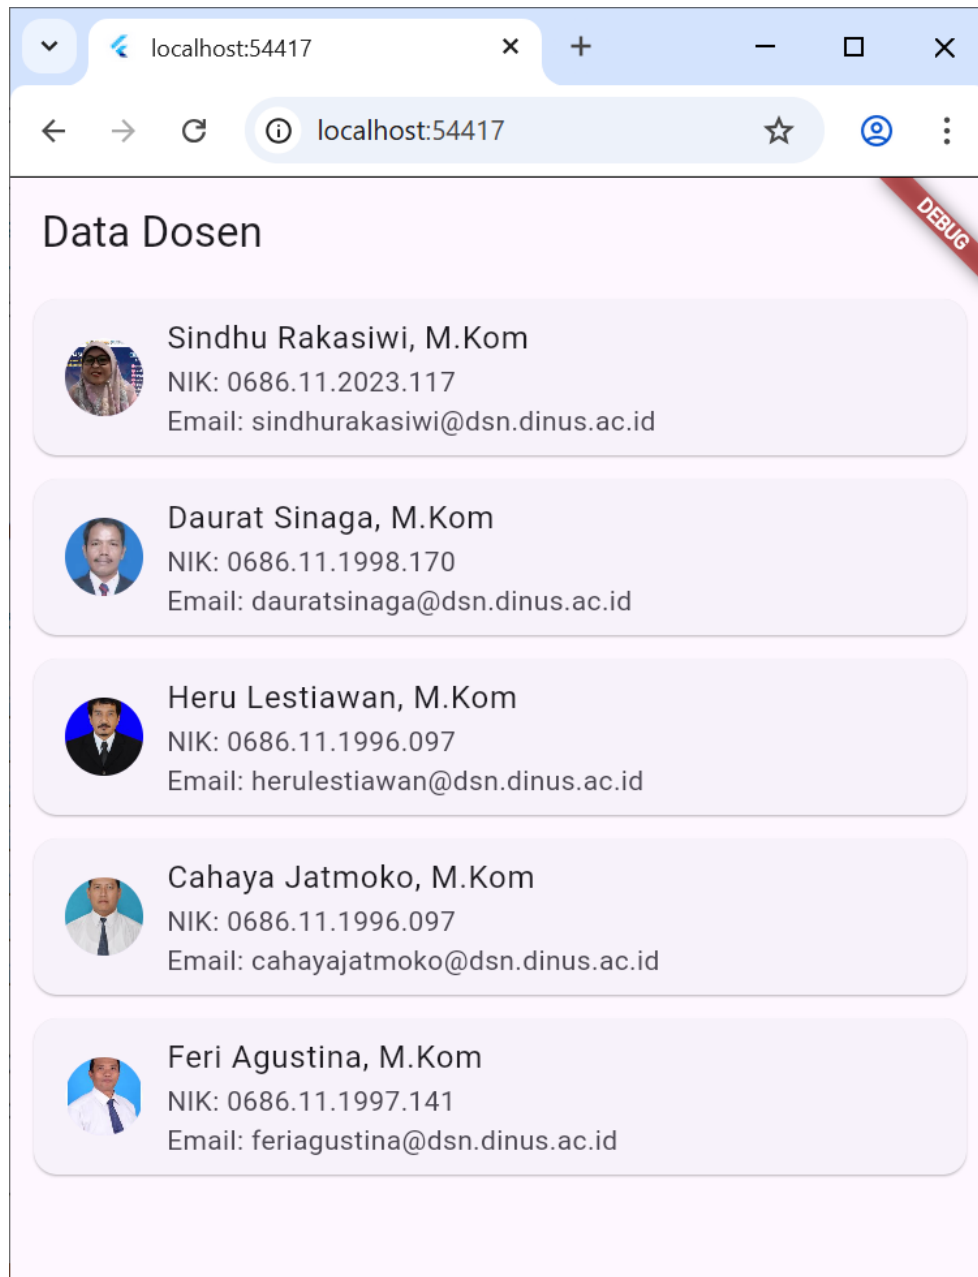 localhost:54417
localhost:54417
DEBUG
Data Dosen
Sindhu Rakasiwi, M.Kom
NIK: 0686.11.2023.117
Email: sindhurakasiwi@dsn.dinus.ac.id
Daurat Sinaga, M.Kom
NIK: 0686.11.1998.170
Email: dauratsinaga@dsn.dinus.ac.id
Heru Lestiawan, M.Kom
NIK: 0686.11.1996.097
Email: herulestiawan@dsn.dinus.ac.id
Cahaya Jatmoko, M.Kom
NIK: 0686.11.1996.097
Email: cahayajatmoko@dsn.dinus.ac.id
Feri Agustina, M.Kom
NIK: 0686.11.1997.141
Email: feriagustina@dsn.dinus.ac.id